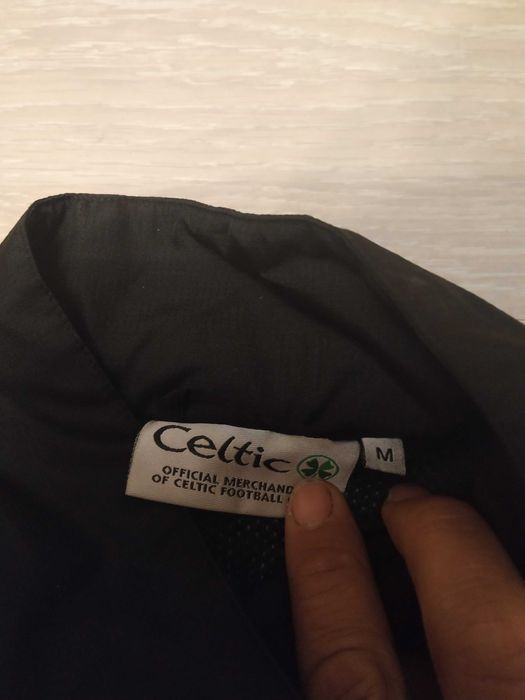 Celtic
M
OFFICIAL MERCHAND
OF CELTIC FOOTBALL